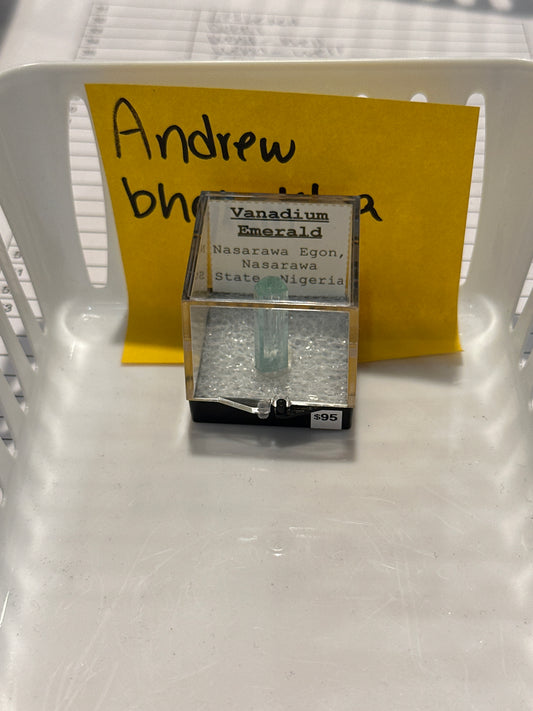 Andrew
Vanadium
Emerald
Nasarawa Egon,
Nasarawa
State, Nigeria
$95